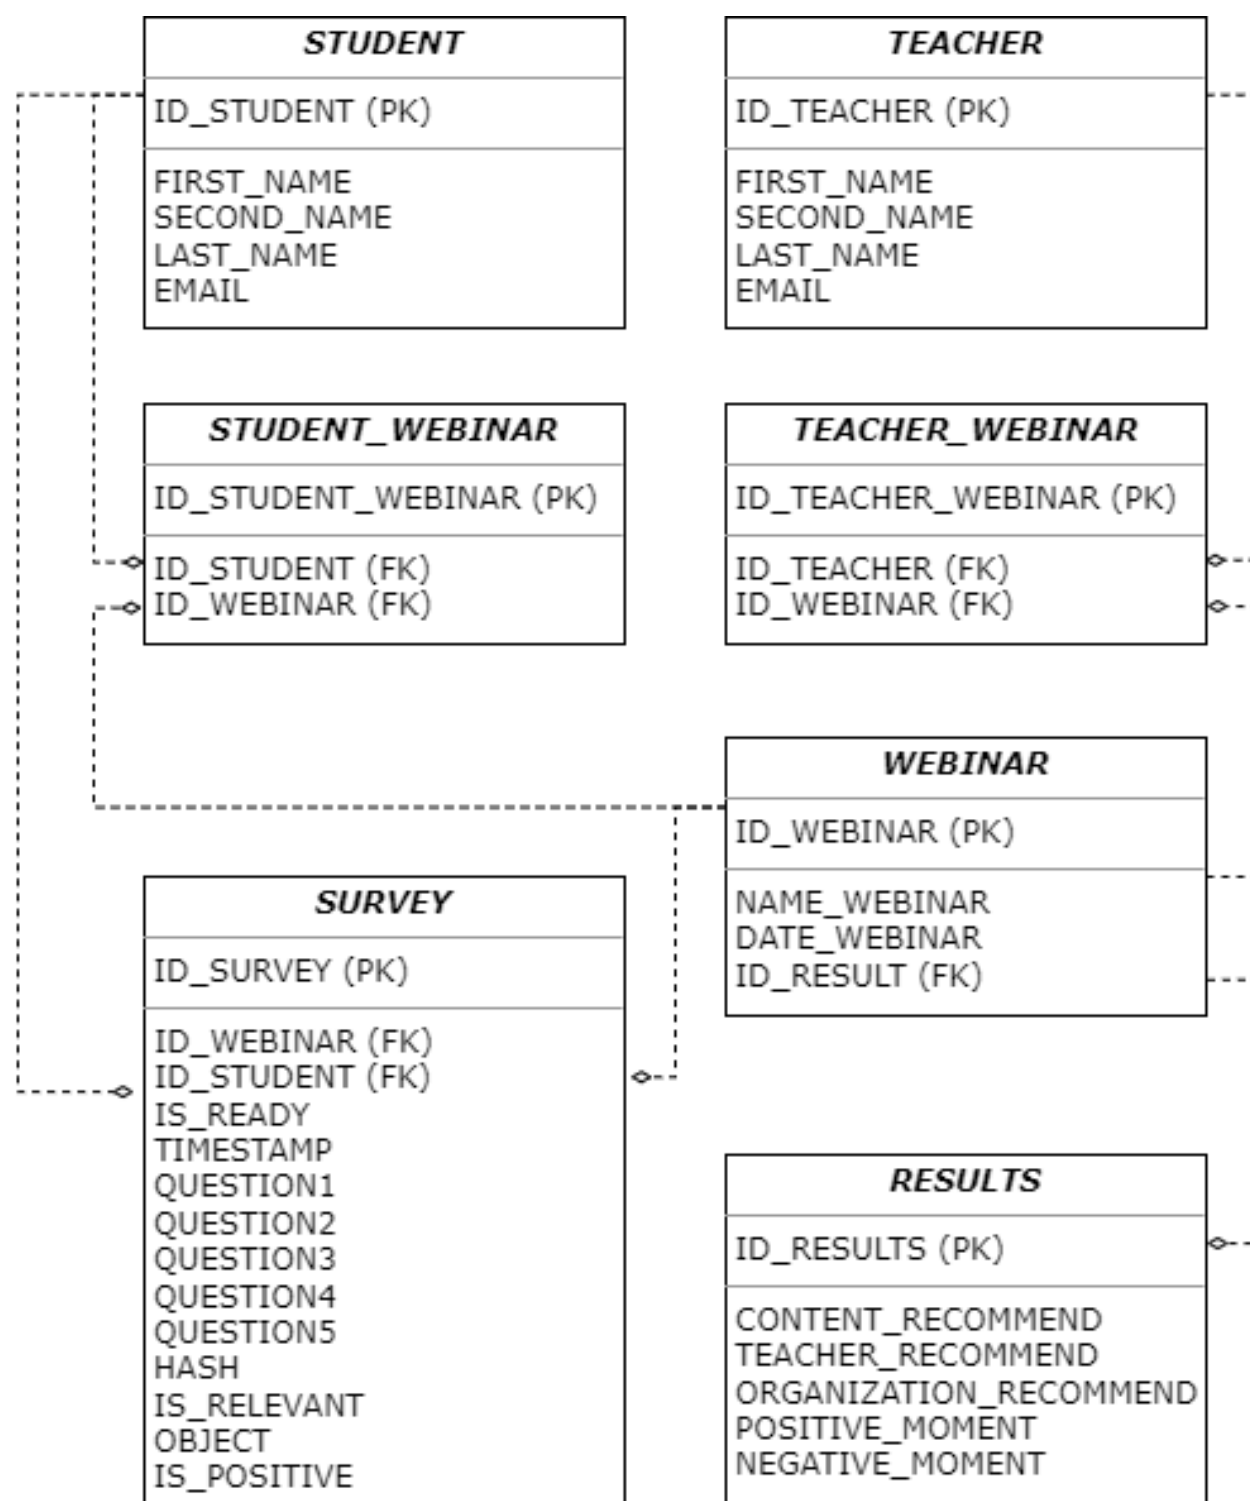 STUDENT
ID_STUDENT (PK)
FIRST_NAME
SECOND_NAME
LAST_NAME
EMAIL
TEACHER
ID_TEACHER (PK)
FIRST_NAME
SECOND_NAME
LAST_NAME
EMAIL
STUDENT_WEBINAR
ID_STUDENT_WEBINAR (PK)
ID_STUDENT (FK)
ID_WEBINAR (FK)
TEACHER_WEBINAR
ID_TEACHER_WEBINAR (PK)
ID_TEACHER (FK)
ID_WEBINAR (FK)
WEBINAR
ID_WEBINAR (PK)
NAME_WEBINAR
DATE_WEBINAR
ID_RESULT (FK)
SURVEY
ID_SURVEY (PK)
ID_WEBINAR (FK)
ID_STUDENT (FK)
IS_READY
TIMESTAMP
QUESTION1
QUESTION2
QUESTION3
QUESTION4
QUESTION5
HASH
IS_RELEVANT
OBJECT
IS_POSITIVE
RESULTS
ID_RESULTS (PK)
CONTENT_RECOMMEND
TEACHER_RECOMMEND
ORGANIZATION_RECOMMEND
POSITIVE_MOMENT
NEGATIVE_MOMENT